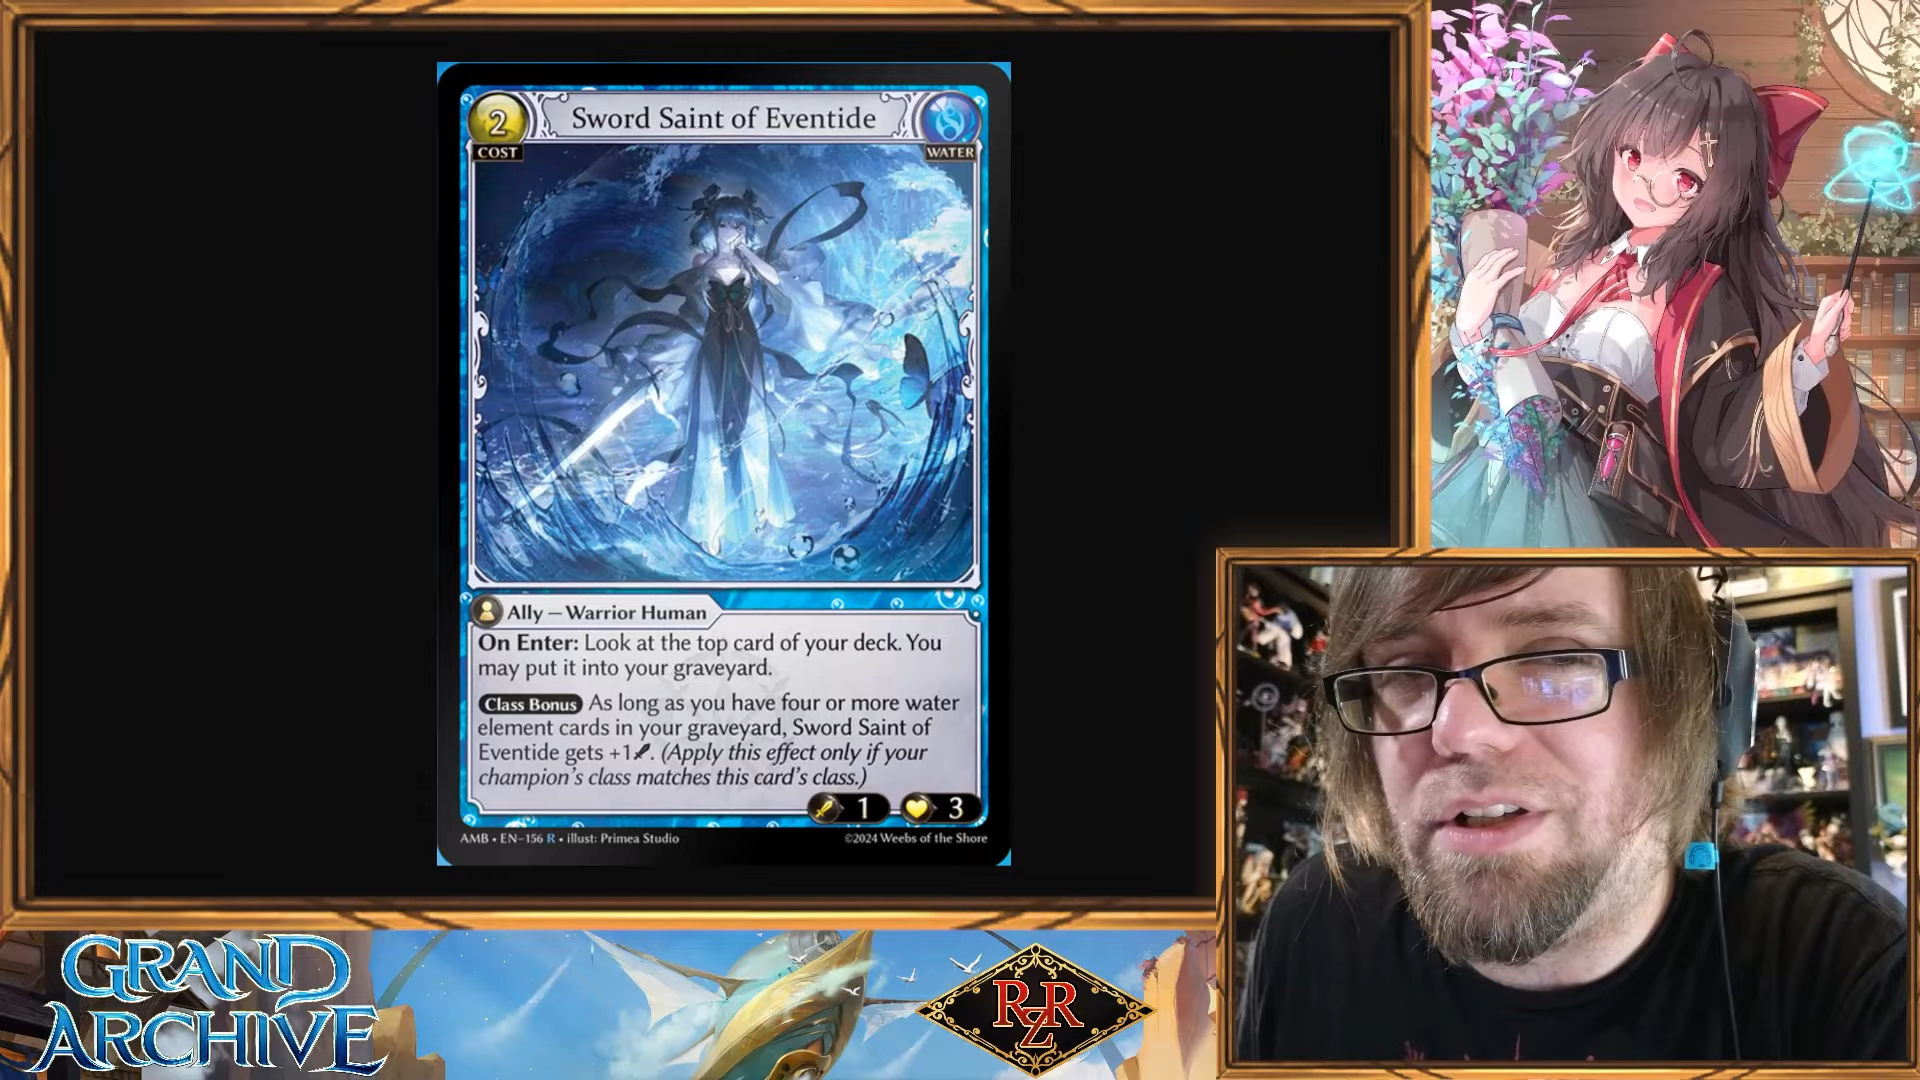 2
COST
Sword Saint of Eventide
WATER
Ally — Warrior Human
On Enter: Look at the top card of your deck. You
may put it into your graveyard.
Class Bonus As long as you have four or more water
element cards in your graveyard, Sword Saint of
Eventide gets +1. (Apply this effect only if your
champion's class matches this card's class.)
1
3
AMB • EN-156 R • illust: Primea Studio
©2024 Weebs of the Shore
GRAND
ARCHIVE
RZR